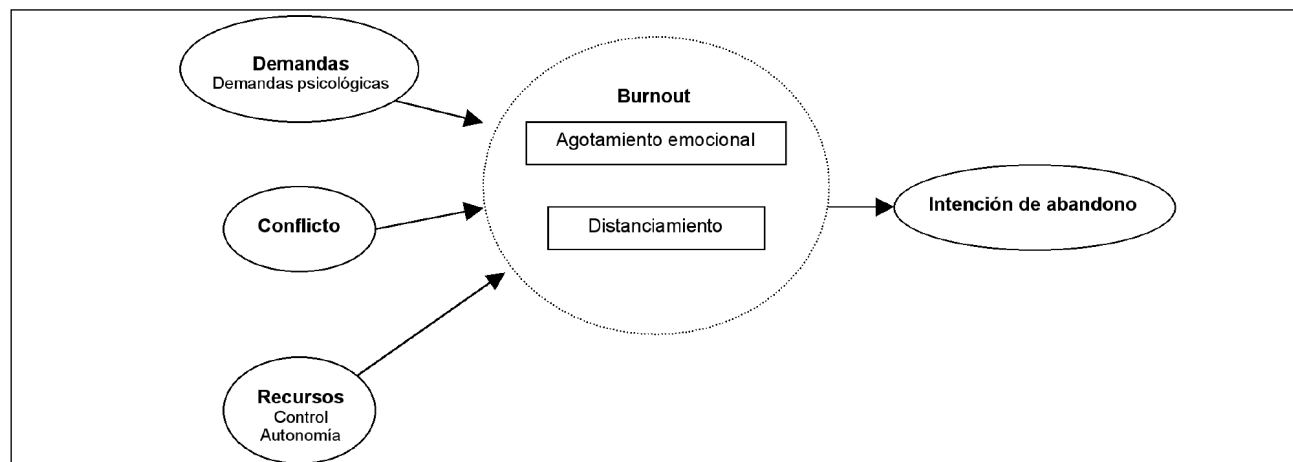 Demandas
Demandas psicológicas
Burnout
Agotamiento emocional
Distanciamiento
Conflicto
Recursos
Control
Autonomía
Intención de abandono